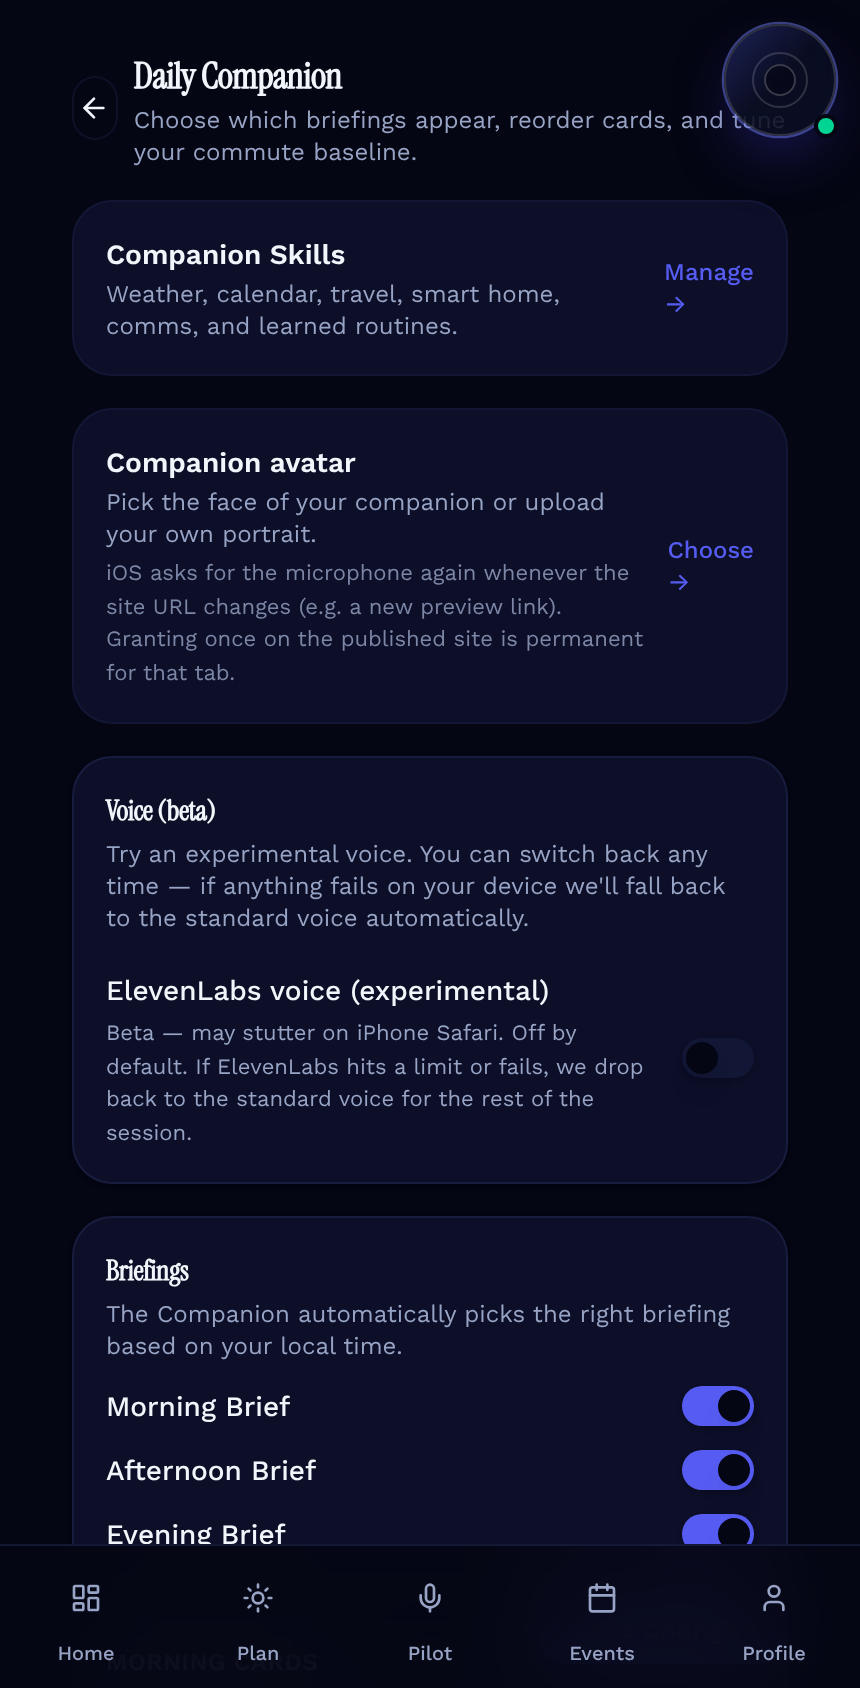 Daily Companion
Choose which briefings appear, reorder cards, and tune
your commute baseline.
Companion Skills
Weather, calendar, travel, smart home,
comms, and learned routines.
Manage
→
Companion avatar
Pick the face of your companion or upload
your own portrait.
iOS asks for the microphone again whenever the
site URL changes (e.g. a new preview link).
Granting once on the published site is permanent
for that tab.
Choose
→
Voice (beta)
Try an experimental voice. You can switch back any
time — if anything fails on your device we'll fall back
to the standard voice automatically.
ElevenLabs voice (experimental)
Beta — may stutter on iPhone Safari. Off by
default. If ElevenLabs hits a limit or fails, we drop
back to the standard voice for the rest of the
session.
Briefings
The Companion automatically picks the right briefing
based on your local time.
Morning Brief
Afternoon Brief
Evening Brief
Home Plan Pilot Events Profile
MORNING CARDS